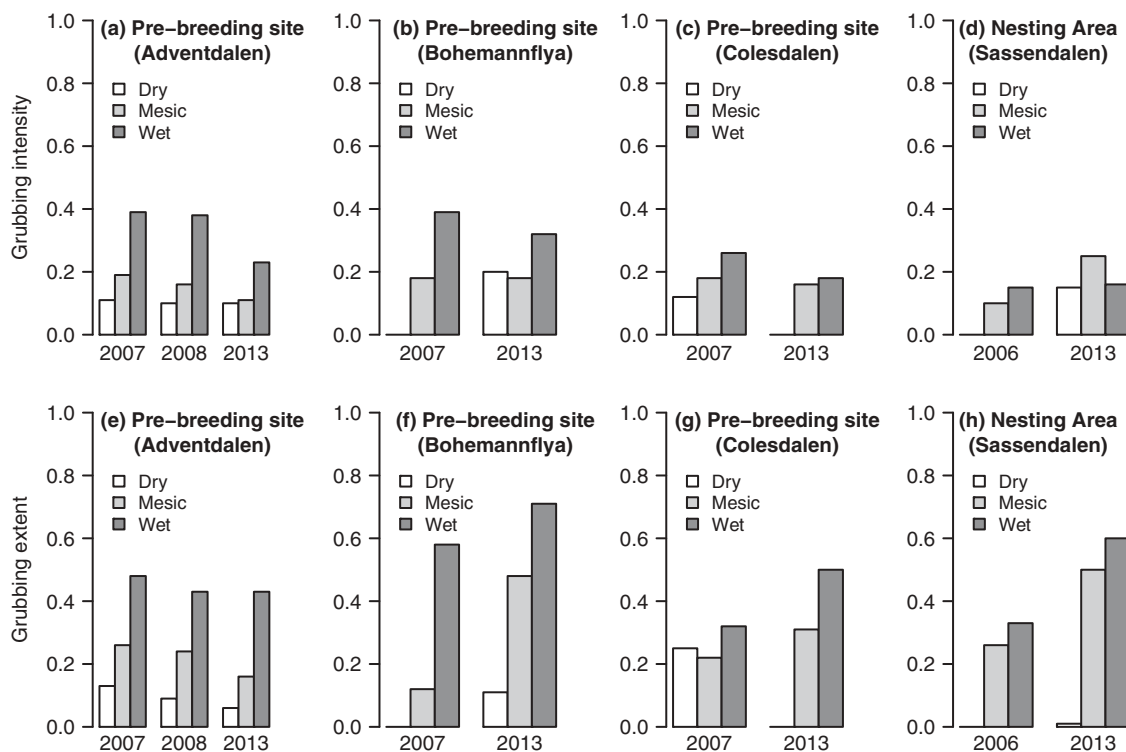 (a) Pre−breeding site
(Adventdalen)
Dry
Mesic
Wet
Grubbing intensity
1.0
0.8
0.6
0.4
0.2
0.0
2007 2008 2013
(b) Pre−breeding site
(Bohemannflya)
Dry
Mesic
Wet
1.0
0.8
0.6
0.4
0.2
0.0
2007 2013
(c) Pre−breeding site
(Colesdalen)
Dry
Mesic
Wet
1.0
0.8
0.6
0.4
0.2
0.0
2007 2013
(d) Nesting Area
(Sassendalen)
Dry
Mesic
Wet
1.0
0.8
0.6
0.4
0.2
0.0
2006 2013
(e) Pre−breeding site
(Adventdalen)
Dry
Mesic
Wet
Grubbing extent
1.0
0.8
0.6
0.4
0.2
0.0
2007 2008 2013
(f) Pre−breeding site
(Bohemannflya)
Dry
Mesic
Wet
1.0
0.8
0.6
0.4
0.2
0.0
2007 2013
(g) Pre−breeding site
(Colesdalen)
Dry
Mesic
Wet
1.0
0.8
0.6
0.4
0.2
0.0
2007 2013
(h) Nesting Area
(Sassendalen)
Dry
Mesic
Wet
1.0
0.8
0.6
0.4
0.2
0.0
2006 2013